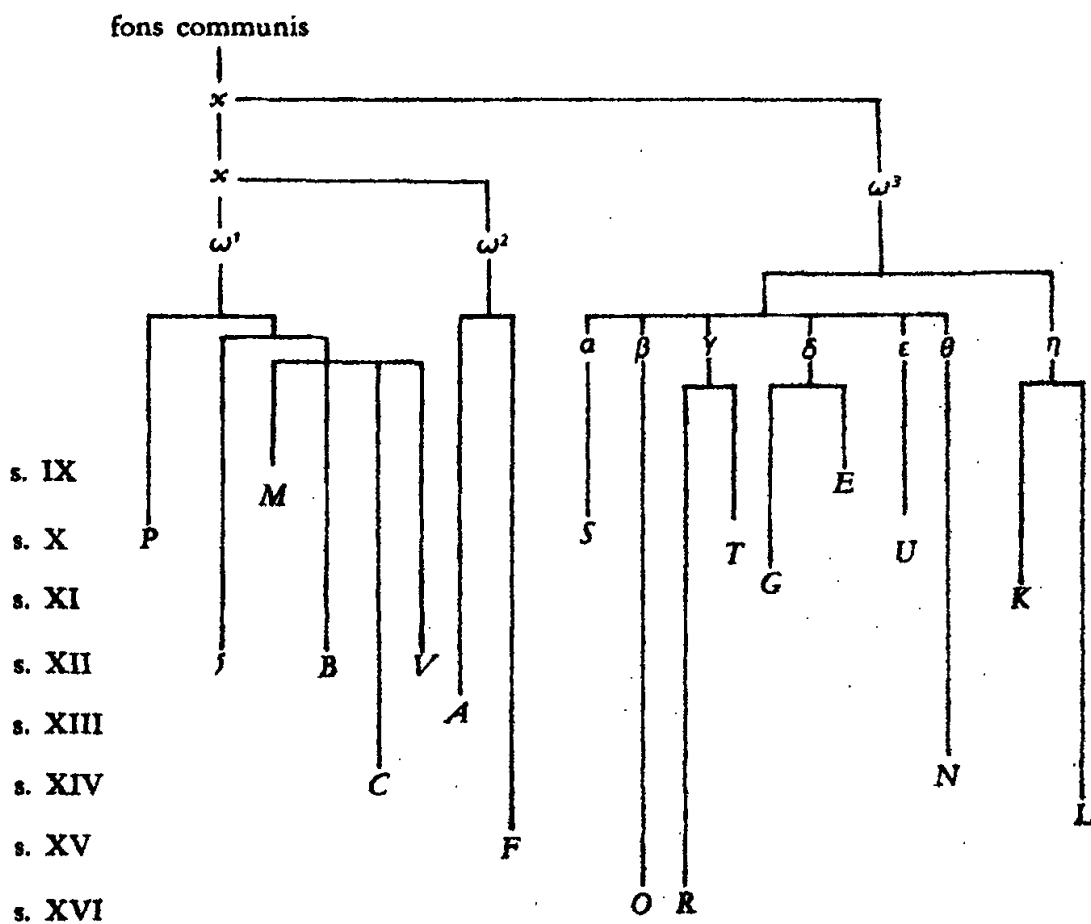 fons communis
x
x
ω³
ω¹ ω²
α β γ δ ε θ η
s. IX
M E
s. X P S T U
G
s. XI K
s. XII B V
A
s. XIII
s. XIV C N
L
s. XV F
s. XVI O R